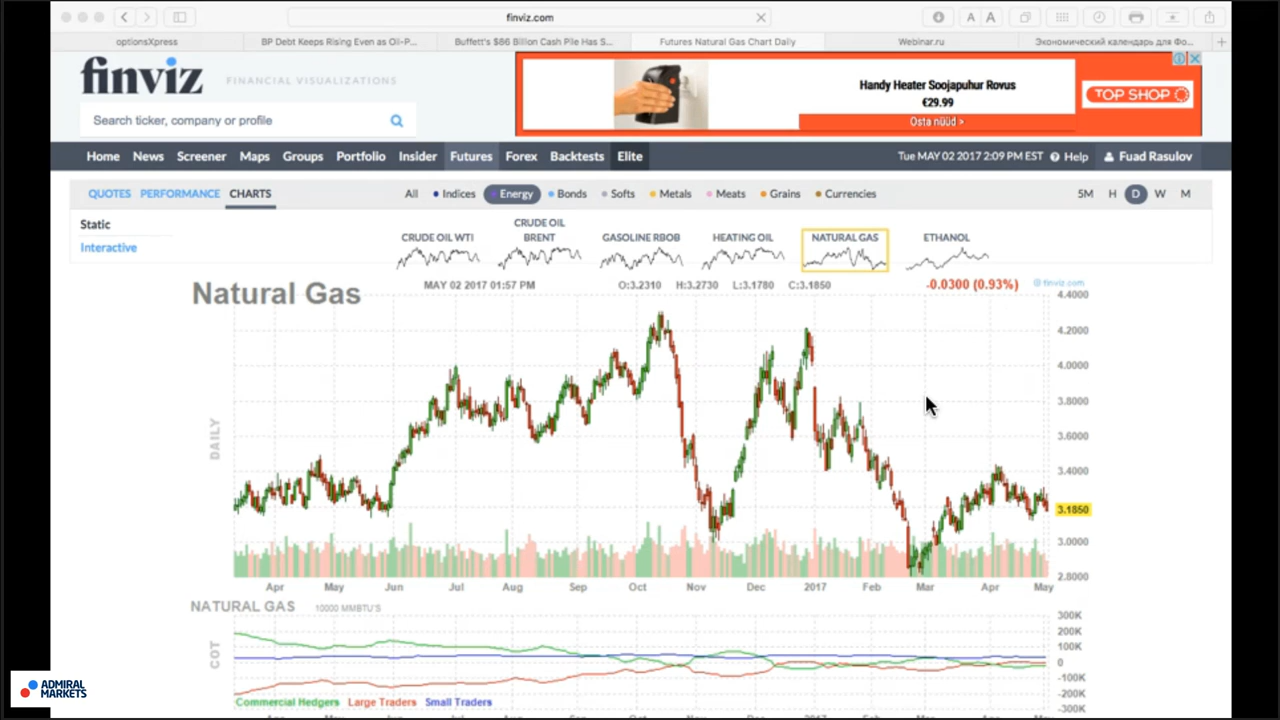 finviz.com
optionsXpress
BP Debt Keeps Rising Even as Oil-P...
Buffett's $86 Billion Cash Pile Has S...
Futures Natural Gas Chart Daily
Webinar.ru
Экономический календарь для Фо...
finviz FINANCIAL VISUALIZATIONS
Search ticker, company or profile
Handy Heater Soojapuhur Rovus
€29.99
Osta nüüd >
TOP SHOP
Home News Screener Maps Groups Portfolio Insider Futures Forex Backtests Elite
Tue MAY 02 2017 2:09 PM EST Help Fuad Rasulov
QUOTES PERFORMANCE CHARTS
All Indices Energy Bonds Softs Metals Meats Grains Currencies
5M H D W M
Static
Interactive
CRUDE OIL WTI
CRUDE OIL
BRENT
GASOLINE RBOB
HEATING OIL
NATURAL GAS
ETHANOL
Natural Gas
MAY 02 2017 01:57 PM O:3.2310 H:3.2730 L:3.1780 C:3.1850
-0.0300 (0.93%)
@ finviz.com
4.4000
4.2000
4.0000
3.8000
3.6000
3.4000
3.1850
3.0000
2.8000
DAILY
Apr May Jun Jul Aug Sep Oct Nov Dec 2017 Feb Mar Apr May
NATURAL GAS 10000 MMBTU'S
300K
200K
100K
0
-100K
-200K
-300K
COT
Commercial Hedgers Large Traders Small Traders
ADMIRAL
MARKETS